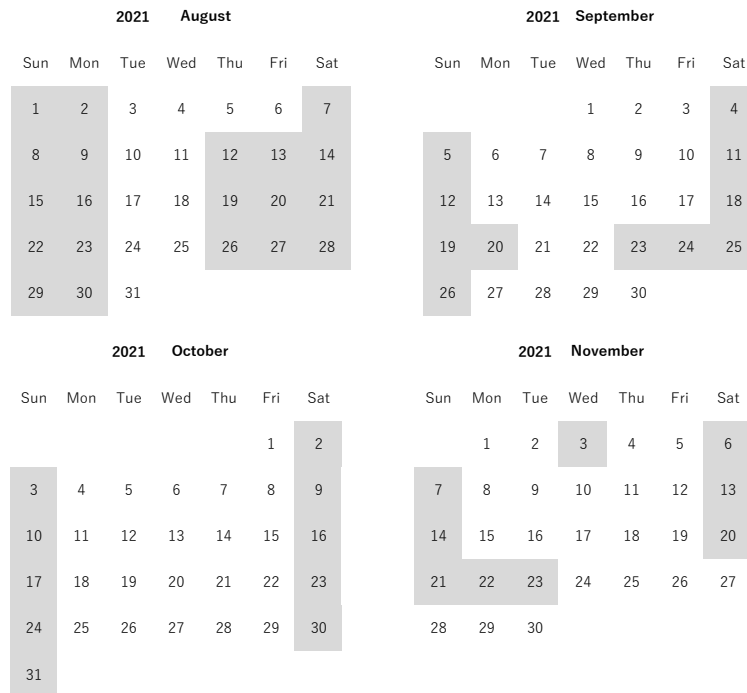 2021 August
Sun Mon Tue Wed Thu Fri Sat
1 2 3 4 5 6 7
8 9 10 11 12 13 14
15 16 17 18 19 20 21
22 23 24 25 26 27 28
29 30 31
2021 September
Sun Mon Tue Wed Thu Fri Sat
1 2 3 4
5 6 7 8 9 10 11
12 13 14 15 16 17 18
19 20 21 22 23 24 25
26 27 28 29 30
2021 October
Sun Mon Tue Wed Thu Fri Sat
1 2
3 4 5 6 7 8 9
10 11 12 13 14 15 16
17 18 19 20 21 22 23
24 25 26 27 28 29 30
31
2021 November
Sun Mon Tue Wed Thu Fri Sat
1 2 3 4 5 6
7 8 9 10 11 12 13
14 15 16 17 18 19 20
21 22 23 24 25 26 27
28 29 30